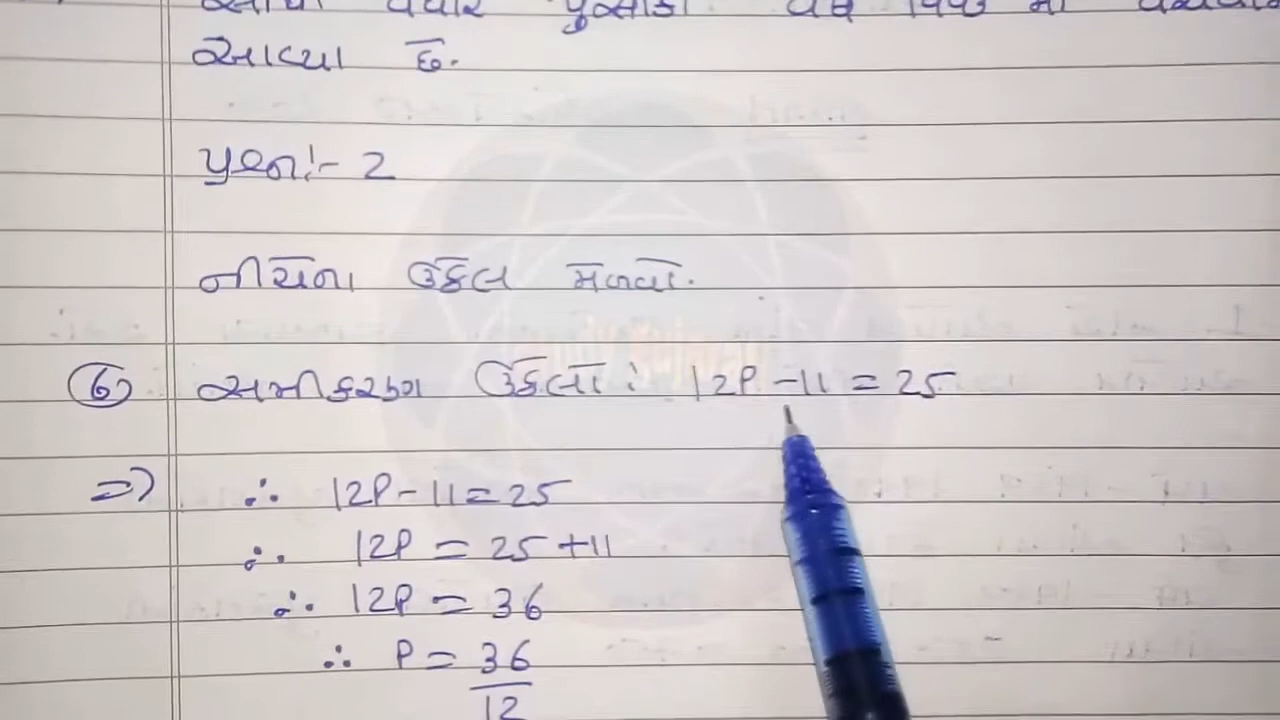 આવ્યા છે.
પ્રશ્ન:- 2
નીચેના ઉકેલ મેળવો.
6 સમીકરણ ઉકેલો : 12P - 11 = 25
⇒ ∴ 12P - 11 = 25
∴ 12P = 25 + 11
∴ 12P = 36
∴ P = 36
12